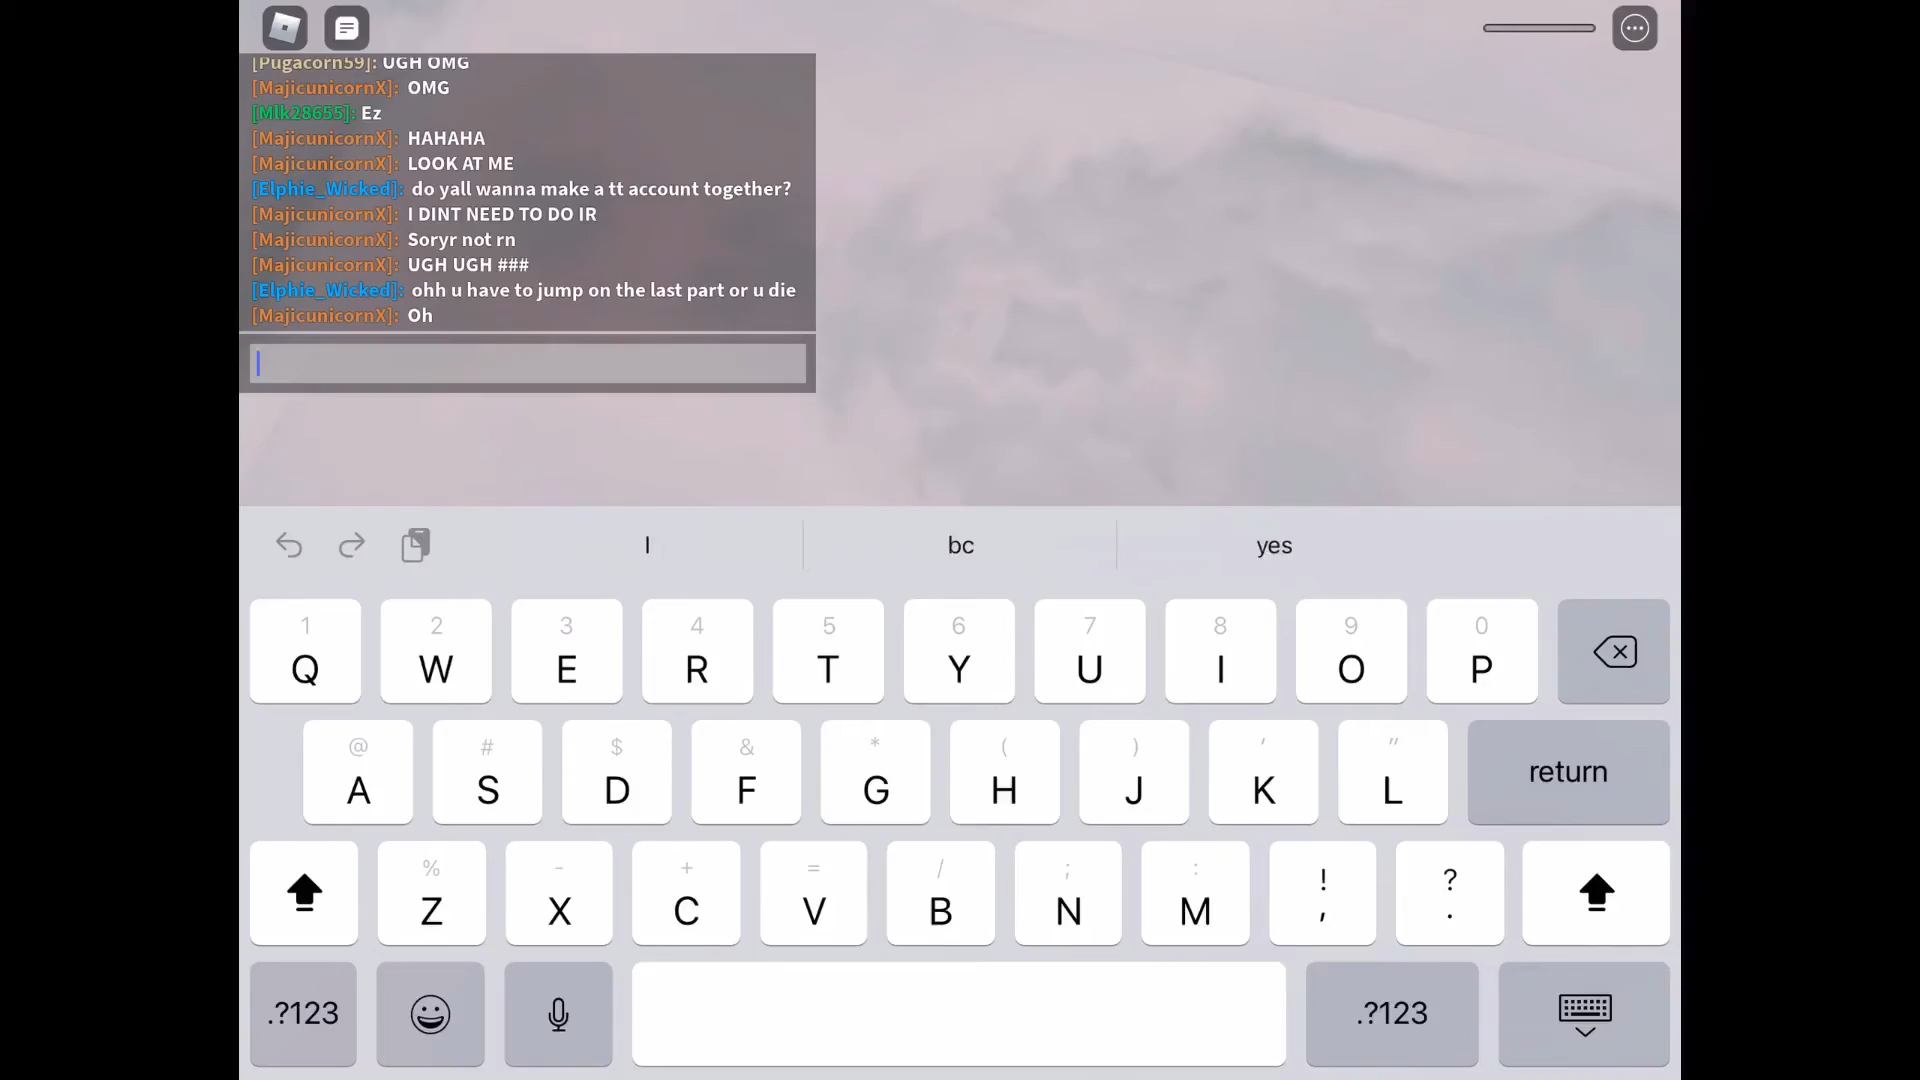 [Pugacorn59]: UGH OMG
[MajicunicornX]: OMG
[Mlk28655]: Ez
[MajicunicornX]: HAHAHA
[MajicunicornX]: LOOK AT ME
[Elphie_Wicked]: do yall wanna make a tt account together?
[MajicunicornX]: I DINT NEED TO DO IR
[MajicunicornX]: Soryr not rn
[MajicunicornX]: UGH UGH ###
[Elphie_Wicked]: ohh u have to jump on the last part or u die
[MajicunicornX]: Oh
I bc yes
1 2 3 4 5 6 7 8 9 0
Q W E R T Y U I O P
@ # $ & * ( ) ' "
A S D F G H J K L return
% - + = / ; : ! ?
Z X C V B N M , .
.?123 .?123